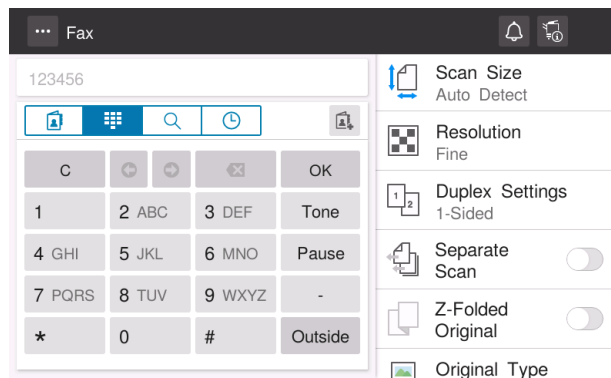 Fax
123456
C
OK
1
2 ABC
3 DEF
Tone
4 GHI
5 JKL
6 MNO
Pause
7 PQRS
8 TUV
9 WXYZ
-
*
0
#
Outside
Scan Size
Auto Detect
Resolution
Fine
1 2
Duplex Settings
1-Sided
Separate
Scan
Z-Folded
Original
Original Type